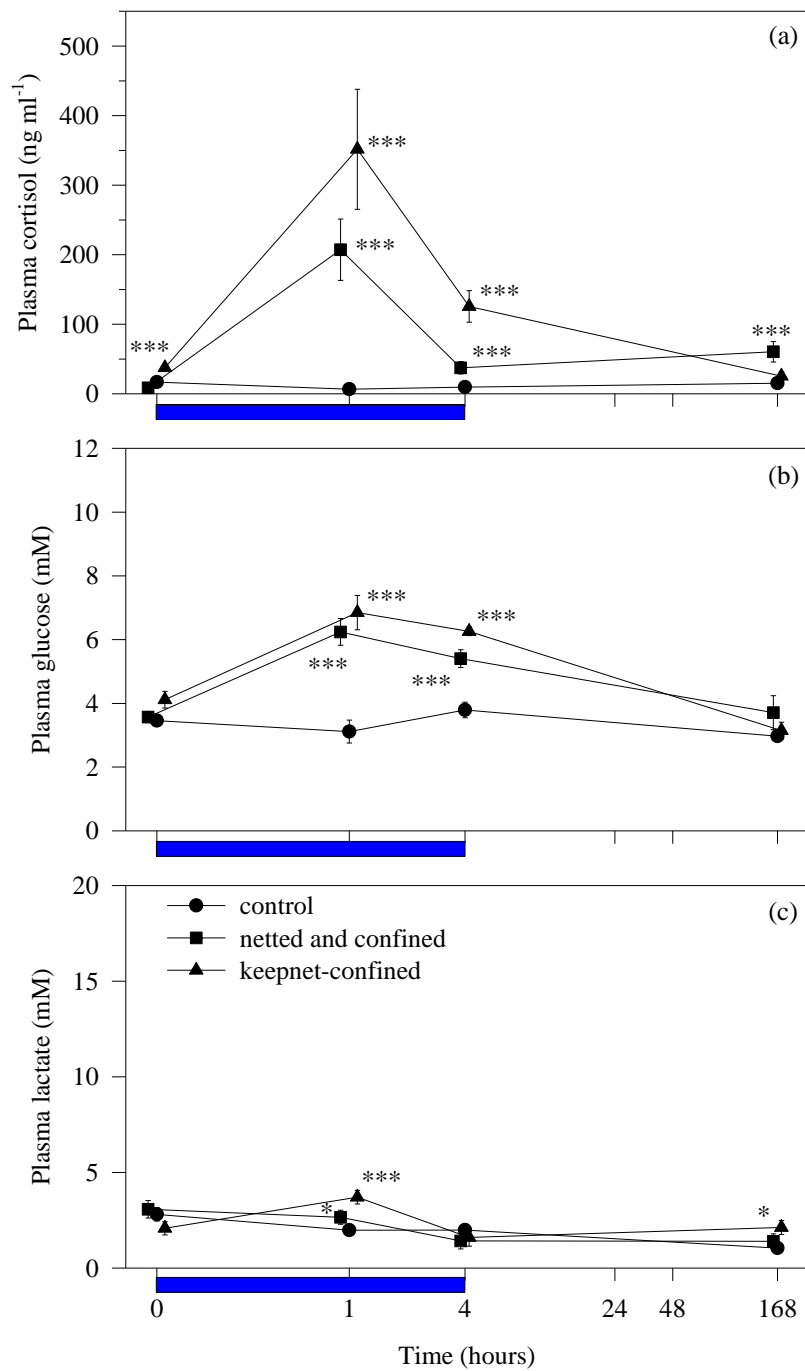 (a)
500
400
300
200
100
0
Plasma cortisol (ng ml⁻¹)
***
***
***
***
***
***
(b)
12
10
8
6
4
2
0
Plasma glucose (mM)
***
***
***
***
(c)
20
15
10
5
0
Plasma lactate (mM)
control
netted and confined
keepnet-confined
***
*
*
0 1 4 24 48 168
Time (hours)